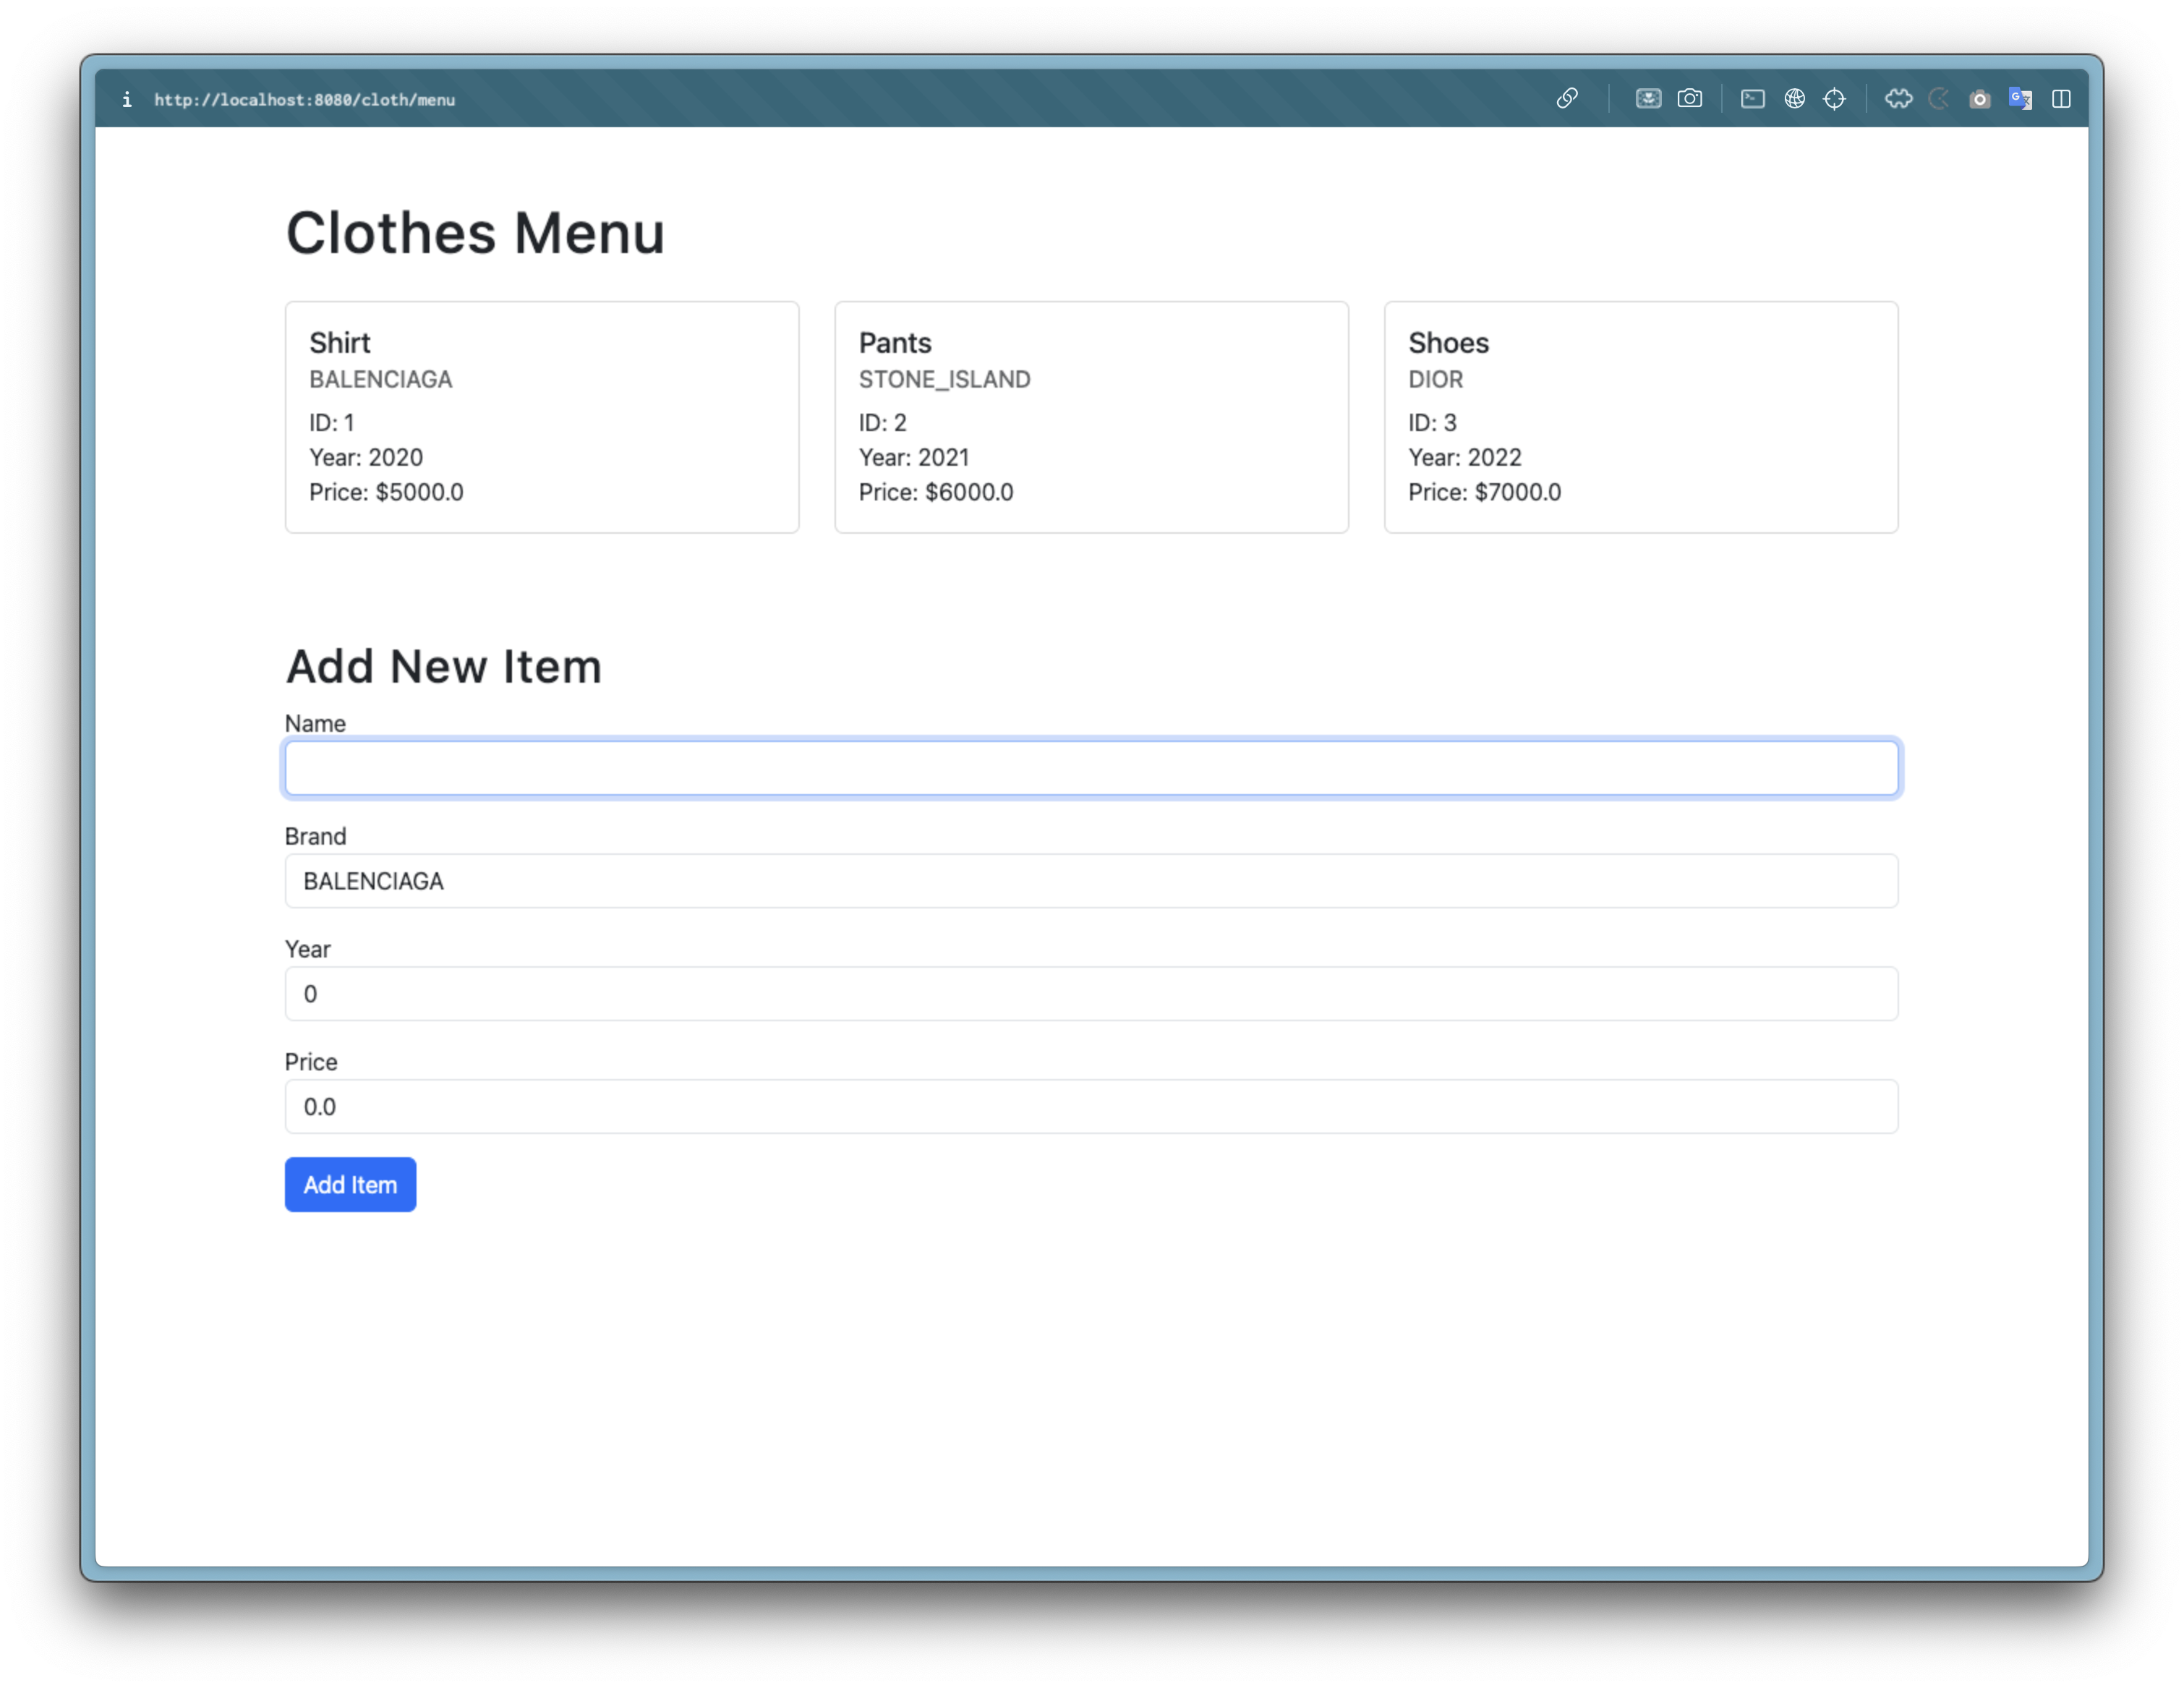 i http://localhost:8080/cloth/menu
Clothes Menu
Shirt
BALENCIAGA
ID: 1
Year: 2020
Price: $5000.0
Pants
STONE_ISLAND
ID: 2
Year: 2021
Price: $6000.0
Shoes
DIOR
ID: 3
Year: 2022
Price: $7000.0
Add New Item
Name
Brand
BALENCIAGA
Year
0
Price
0.0
Add Item